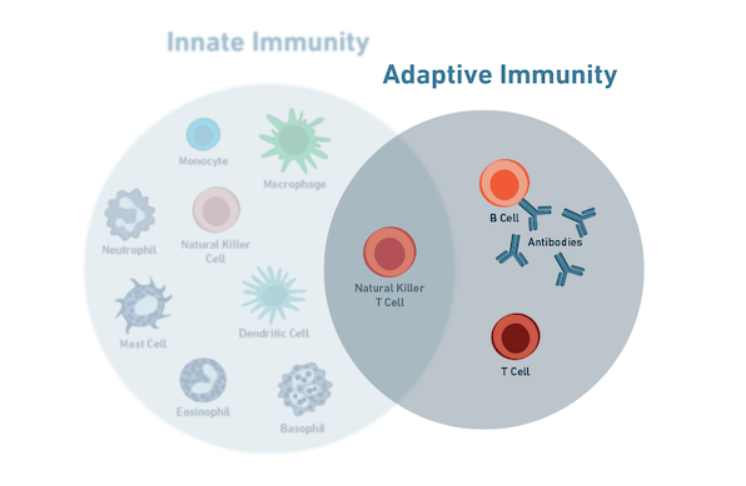 Innate Immunity
Adaptive Immunity
Monocyte
Macrophage
Neutrophil
Natural Killer
Cell
Mast Cell
Dendritic Cell
Eosinophil
Basophil
Natural Killer
T Cell
B Cell
Antibodies
T Cell